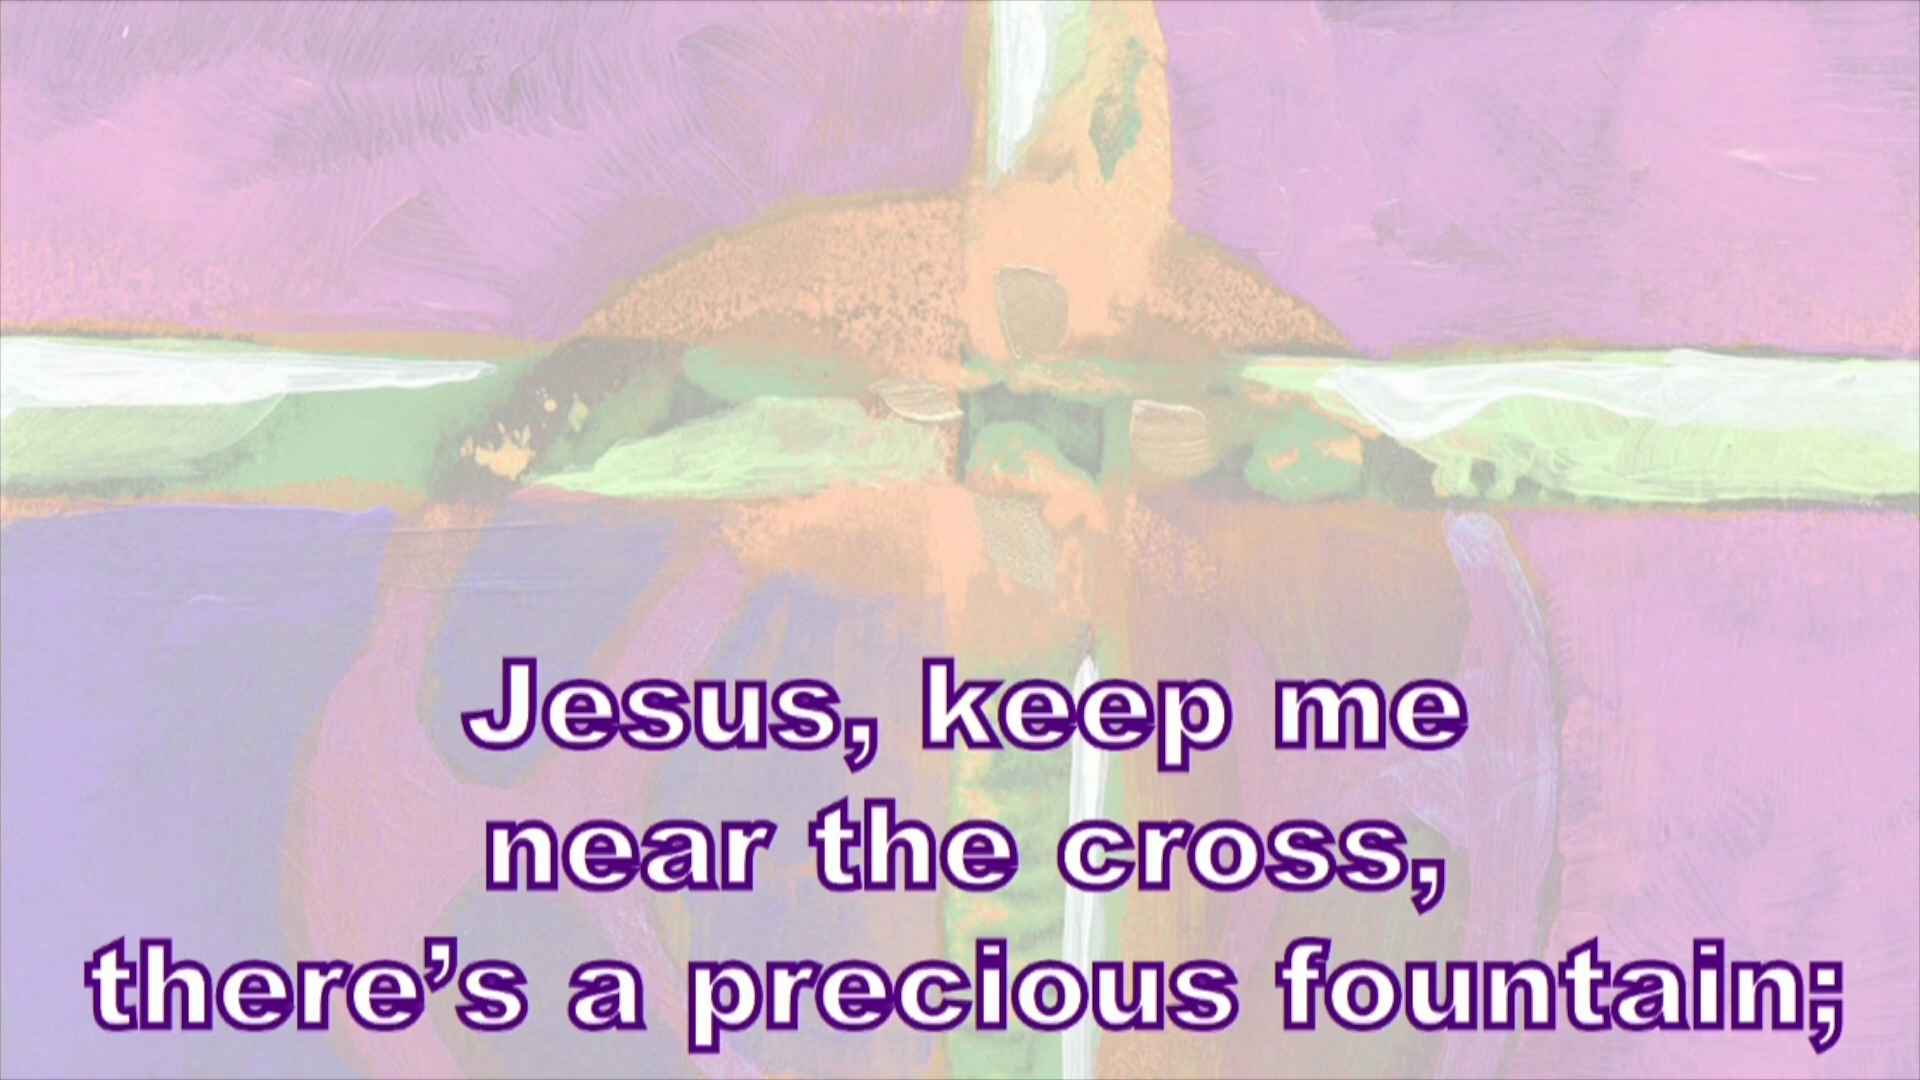 Jesus, keep me
near the cross,
there’s a precious fountain;